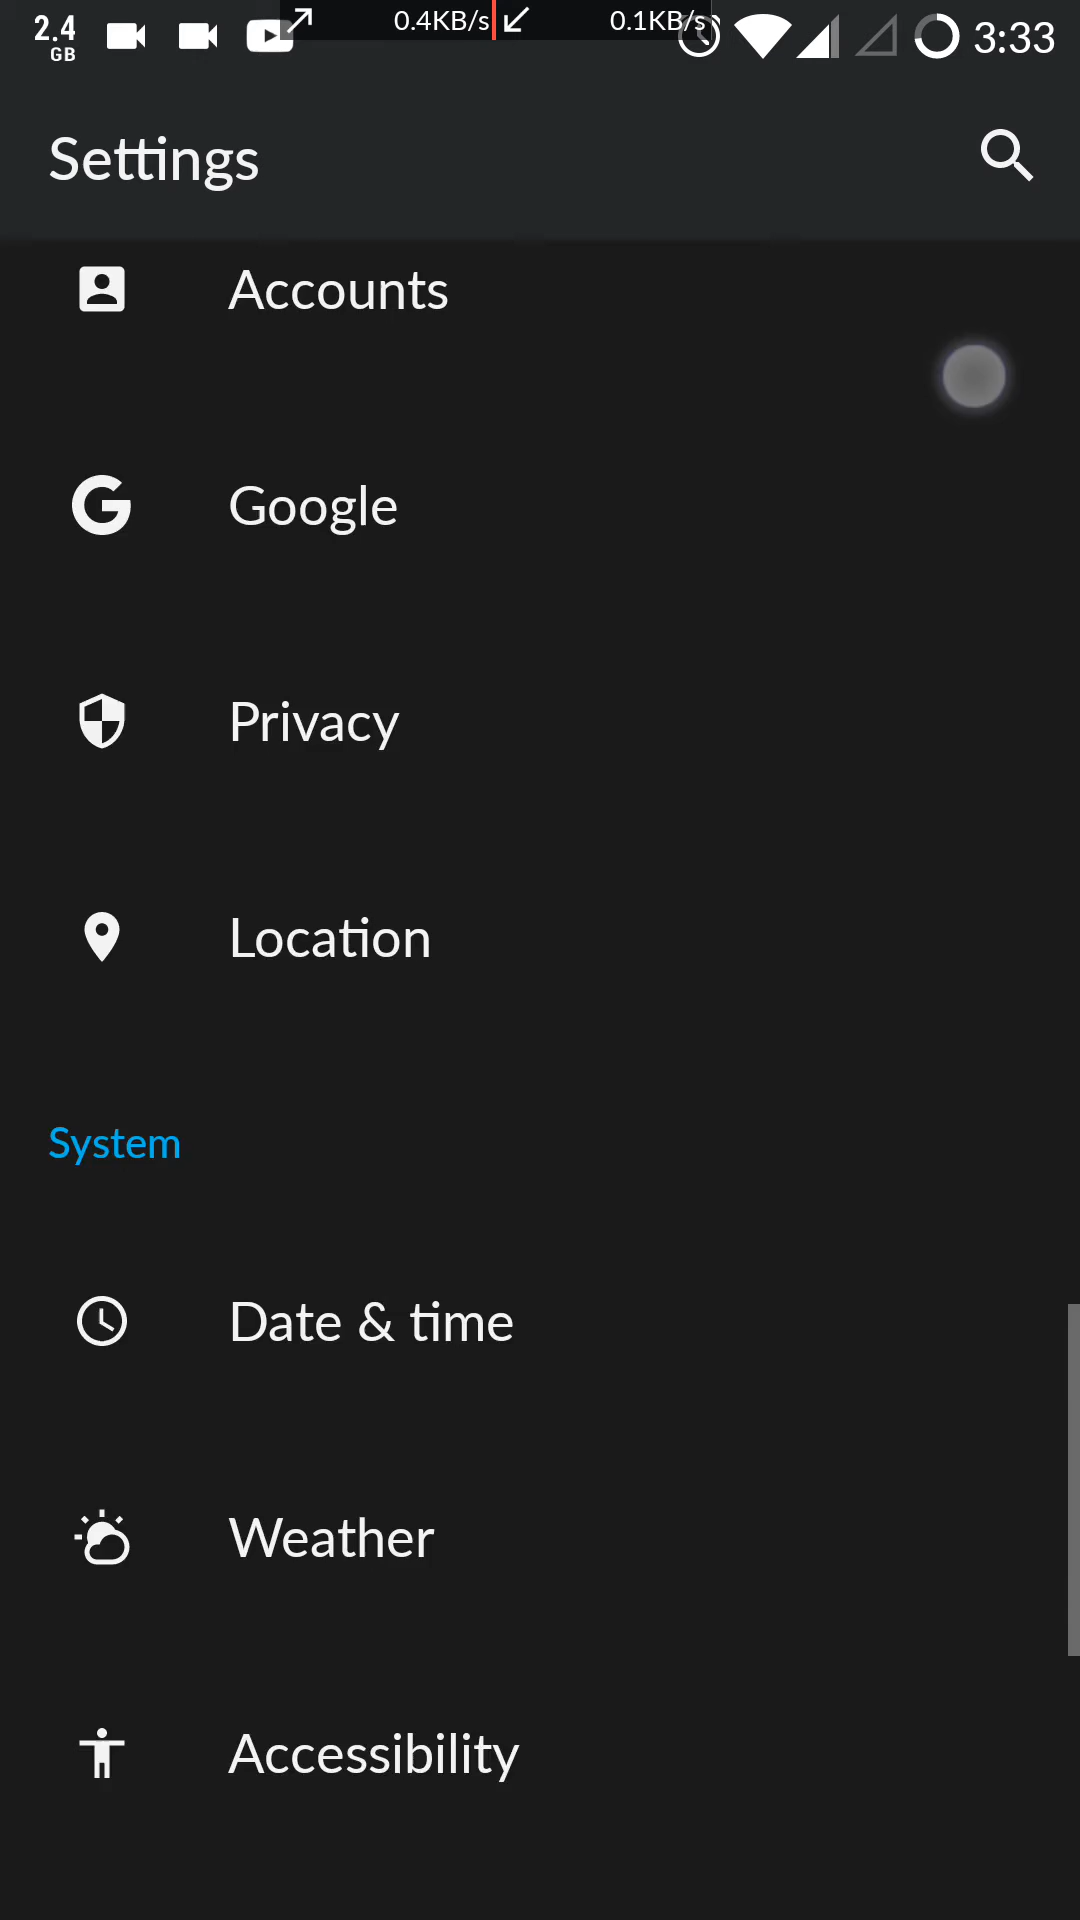 2.4
GB
0.4KB/s
0.1KB/s
3:33
Settings
Accounts
Google
Privacy
Location
System
Date & time
Weather
Accessibility